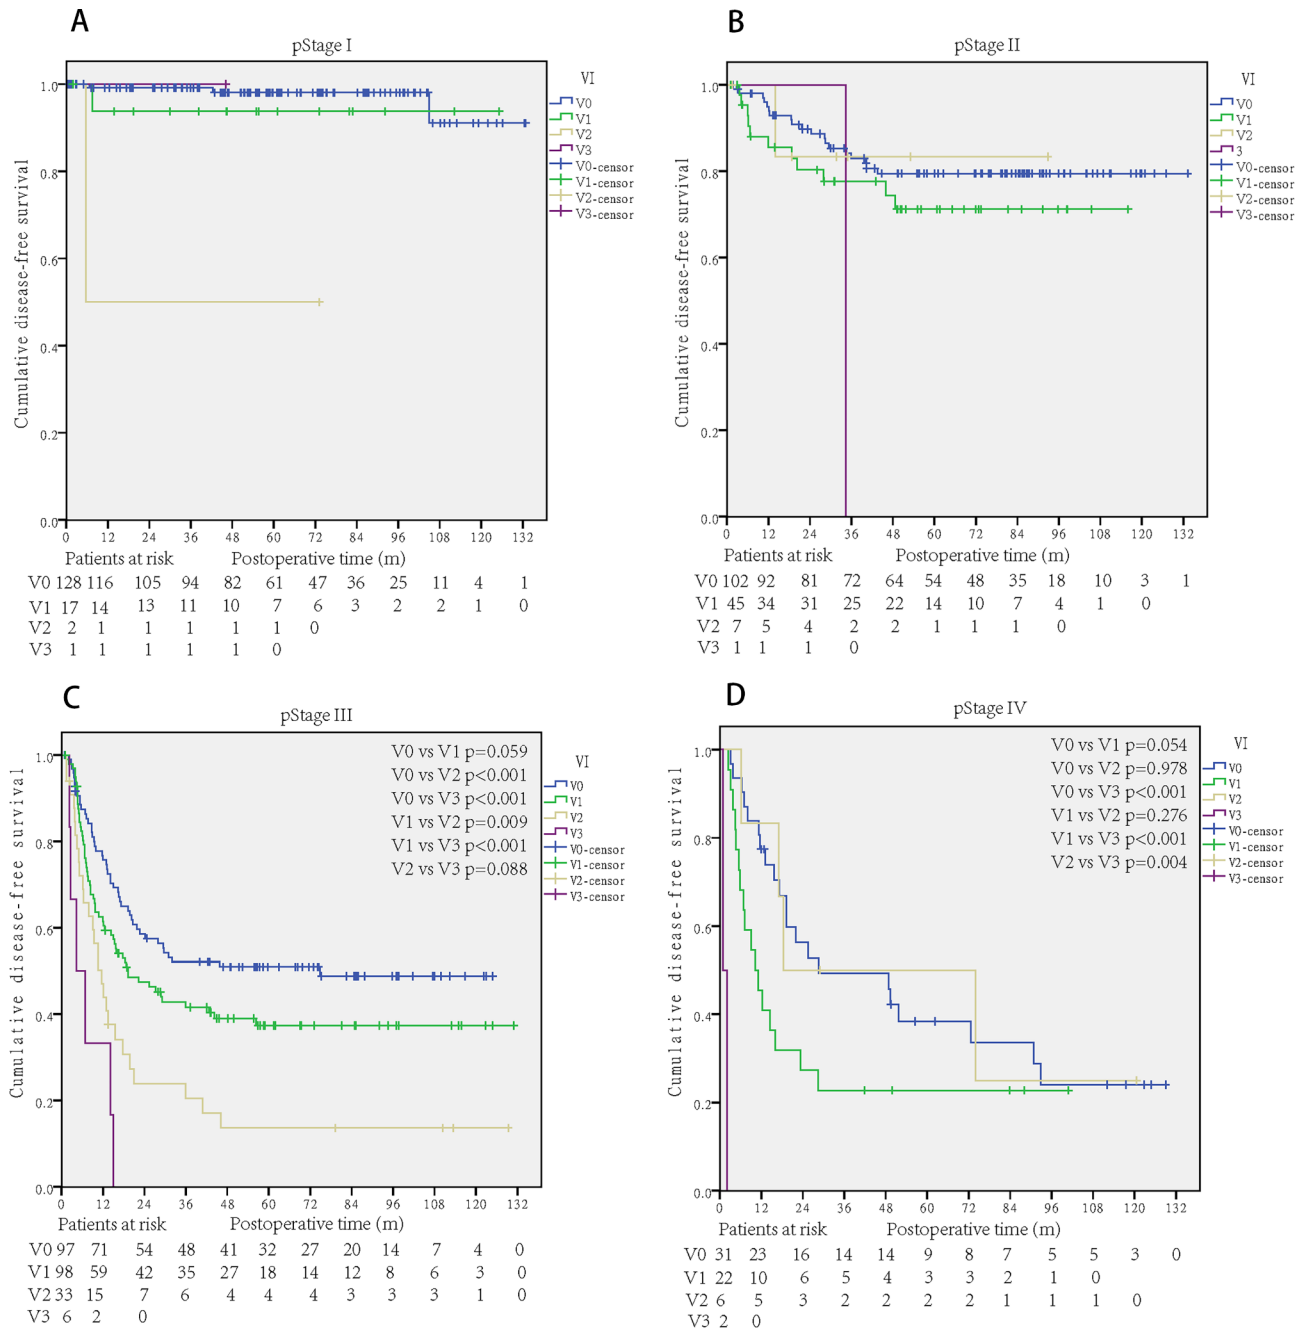 A
pStage I
Cumulative disease-free survival
1.0
0.8
0.6
0.4
0.2
0.0
0 12 24 36 48 60 72 84 96 108 120 132
Patients at risk Postoperative time (m)
V0 128 116 105 94 82 61 47 36 25 11 4 1
V1 17 14 13 11 10 7 6 3 2 2 1 0
V2 2 1 1 1 1 1 0
V3 1 1 1 1 1 0
VI
V0
V1
V2
V3
V0-censor
V1-censor
V2-censor
V3-censor
B
pStage II
Cumulative disease-free survival
1.0
0.8
0.6
0.4
0.2
0.0
0 12 24 36 48 60 72 84 96 108 120 132
Patients at risk Postoperative time (m)
V0 102 92 81 72 64 54 48 35 18 10 3 1
V1 45 34 31 25 22 14 10 7 4 1 0
V2 7 5 4 2 2 1 1 1 0
V3 1 1 1 0
VI
V0
V1
V2
3
V0-censor
V1-censor
V2-censor
V3-censor
C
pStage III
Cumulative disease-free survival
1.0
0.8
0.6
0.4
0.2
0.0
V0 vs V1 p=0.059
V0 vs V2 p<0.001
V0 vs V3 p<0.001
V1 vs V2 p=0.009
V1 vs V3 p<0.001
V2 vs V3 p=0.088
0 12 24 36 48 60 72 84 96 108 120 132
Patients at risk Postoperative time (m)
V0 97 71 54 48 41 32 27 20 14 7 4 0
V1 98 59 42 35 27 18 14 12 8 6 3 0
V2 33 15 7 6 4 4 4 3 3 3 1 0
V3 6 2 0
VI
V0
V1
V2
V3
V0-censor
V1-censor
V2-censor
V3-censor
D
pStage IV
Cumulative disease-free survival
1.0
0.8
0.6
0.4
0.2
0.0
V0 vs V1 p=0.054
V0 vs V2 p=0.978
V0 vs V3 p<0.001
V1 vs V2 p=0.276
V1 vs V3 p<0.001
V2 vs V3 p=0.004
0 12 24 36 48 60 72 84 96 108 120 132
Patients at risk Postoperative time (m)
V0 31 23 16 14 14 9 8 7 5 5 3 0
V1 22 10 6 5 4 3 3 2 1 0
V2 6 5 3 2 2 2 2 1 1 1 0
V3 2 0
VI
V0
V1
V2
V3
V0-censor
V1-censor
V2-censor
V3-censor